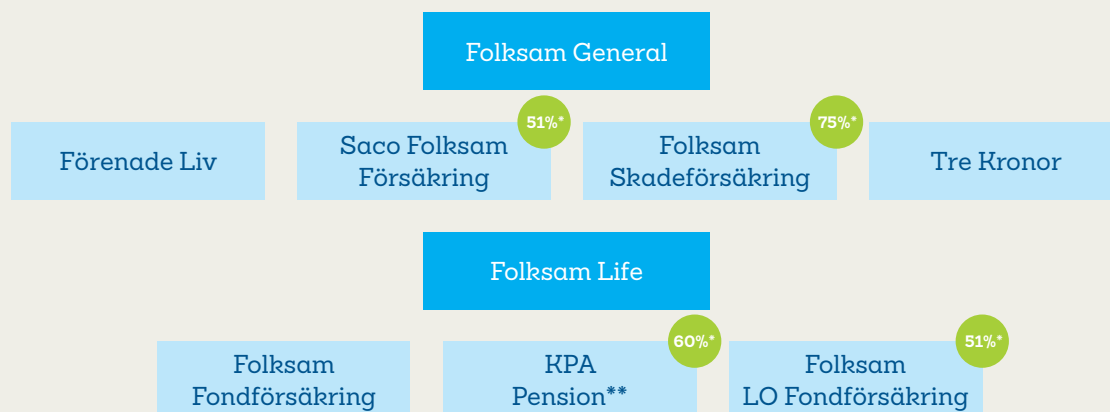 Folksam General
51%*
75%*
Förenade Liv
Saco Folksam
Försäkring
Folksam
Skadeförsäkring
Tre Kronor
Folksam Life
60%*
51%*
Folksam
Fondförsäkring
KPA
Pension**
Folksam
LO Fondförsäkring